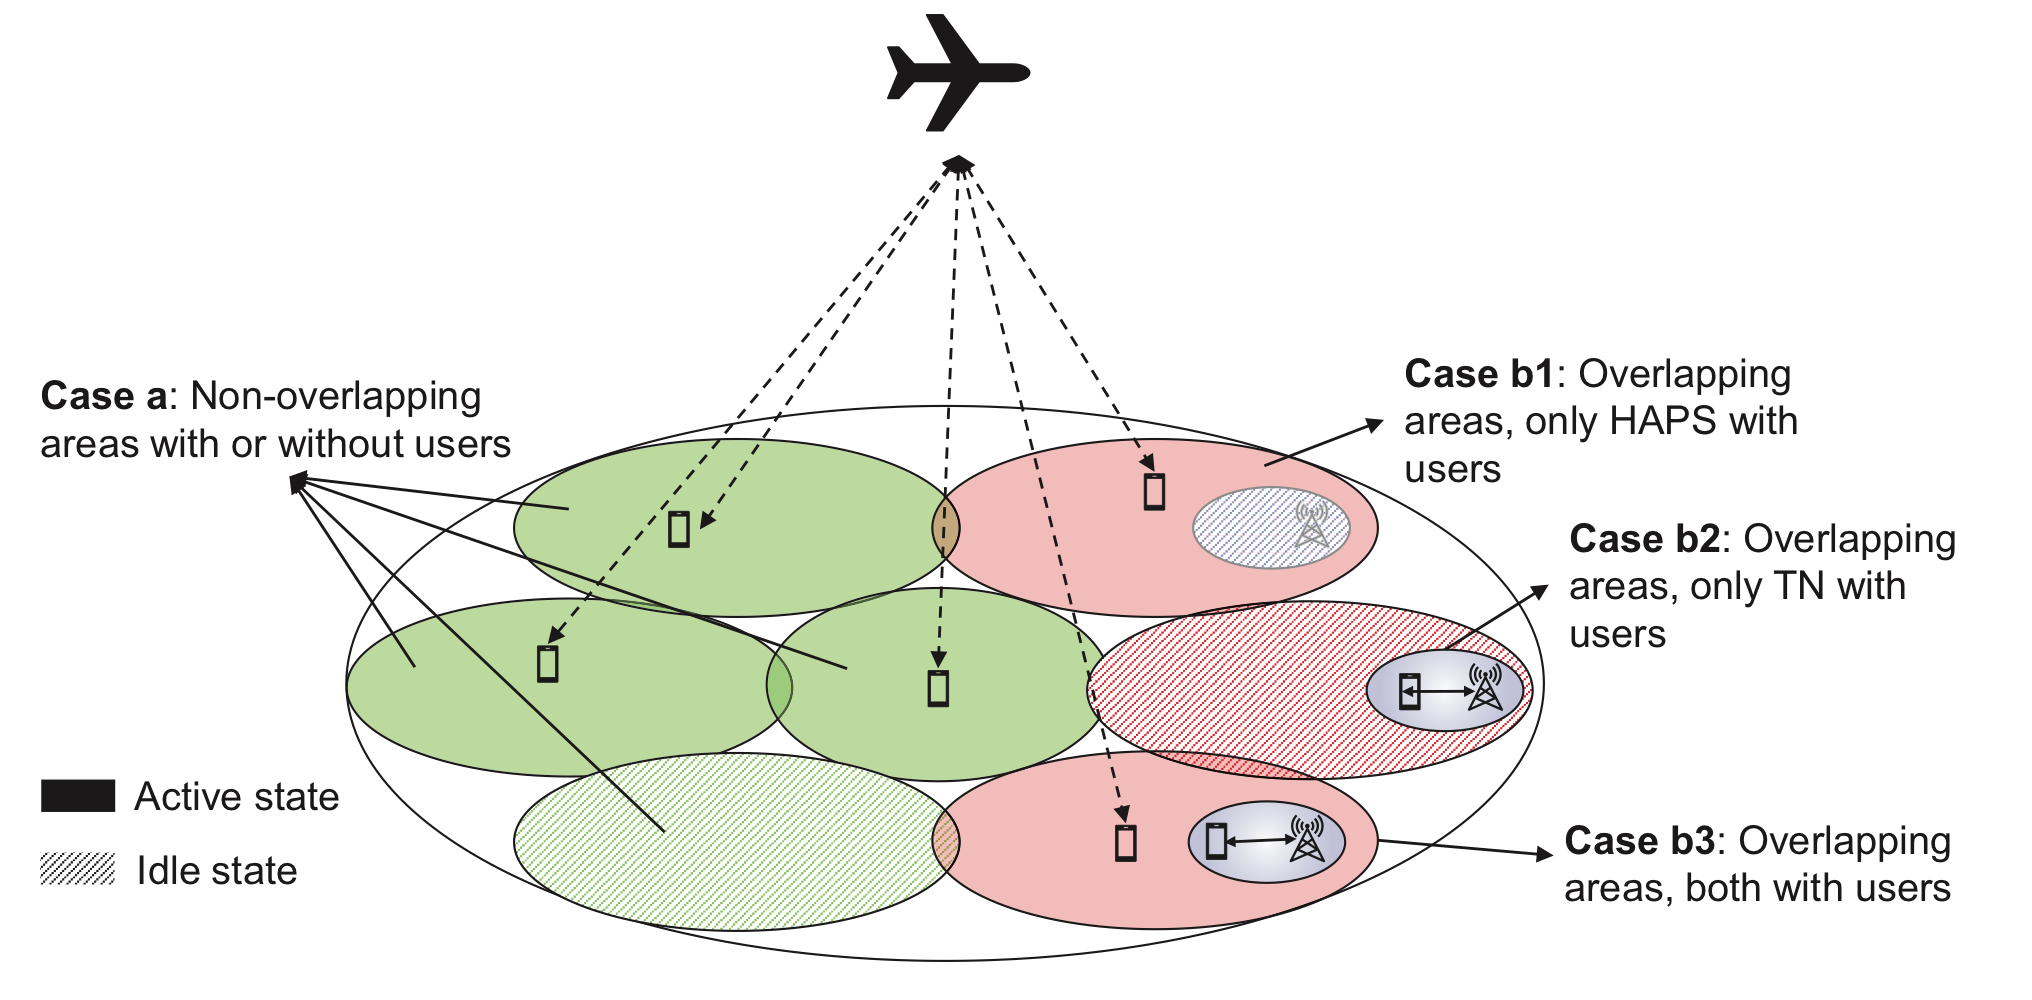 Case a: Non-overlapping
areas with or without users
Case b1: Overlapping
areas, only HAPS with
users
Case b2: Overlapping
areas, only TN with
users
Active state
Idle state
Case b3: Overlapping
areas, both with users